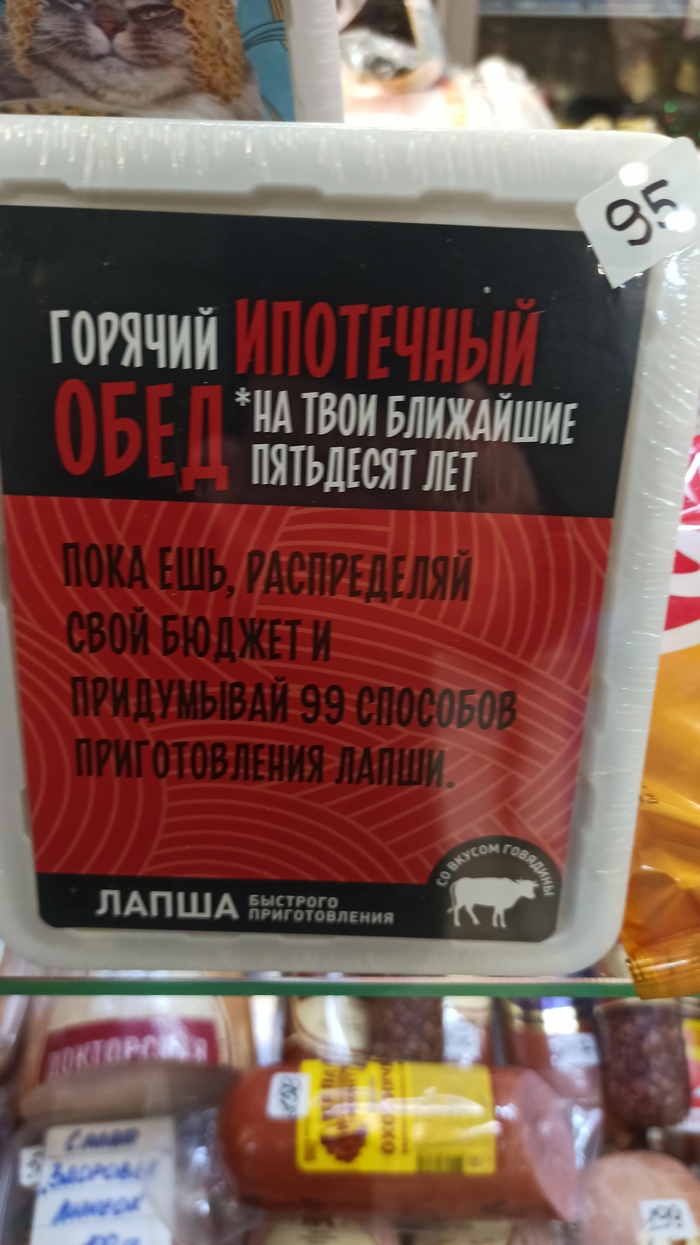 95
ГОРЯЧИЙ ИПОТЕЧНЫЙ
ОБЕД *НА ТВОИ БЛИЖАЙШИЕ
ПЯТЬДЕСЯТ ЛЕТ
ПОКА ЕШЬ, РАСПРЕДЕЛЯЙ
СВОЙ БЮДЖЕТ И
ПРИДУМЫВАЙ 99 СПОСОБОВ
ПРИГОТОВЛЕНИЯ ЛАПШИ.
СО ВКУСОМ ГОВЯДИНЫ
ЛАПША БЫСТРОГО
ПРИГОТОВЛЕНИЯ
ДОКТОРСКАЯ